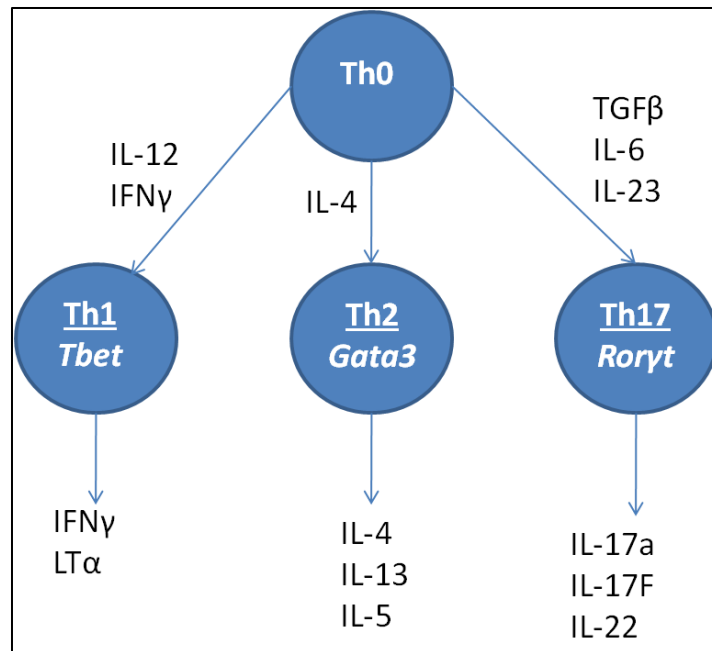 Th0
IL-12
IFNγ
IL-4
TGFβ
IL-6
IL-23
Th1
Tbet
Th2
Gata3
Th17
Rorγt
IFNγ
LTα
IL-4
IL-13
IL-5
IL-17a
IL-17F
IL-22